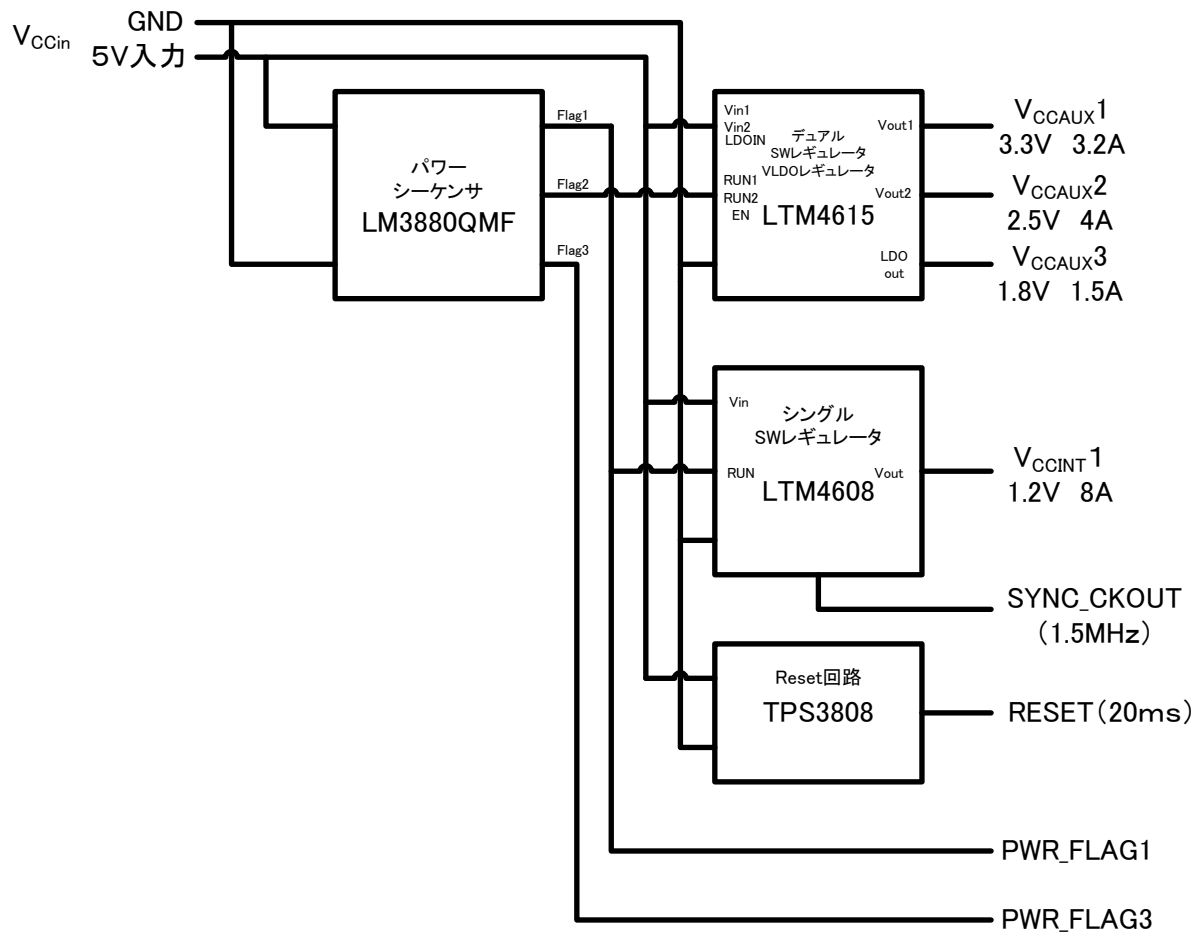 V_CCin
GND
5V入力
パワー
シーケンサ
LM3880QMF
Flag1
Flag2
Flag3
Vin1
Vin2
LDOIN
RUN1
RUN2
EN
デュアル
SWレギュレータ
VLDOレギュレータ
LTM4615
Vout1
Vout2
LDO
out
V_CCAUX1
3.3V 3.2A
V_CCAUX2
2.5V 4A
V_CCAUX3
1.8V 1.5A
Vin
RUN
シングル
SWレギュレータ
LTM4608
Vout
V_CCINT1
1.2V 8A
SYNC_CKOUT
(1.5MHz)
Reset回路
TPS3808
RESET(20ms)
PWR_FLAG1
PWR_FLAG3